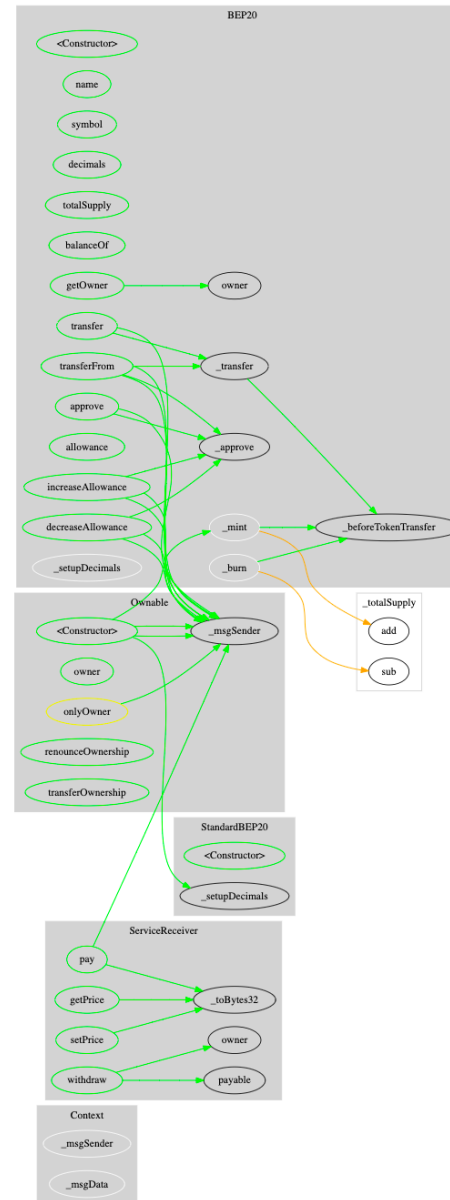 BEP20
<Constructor>
name
symbol
decimals
totalSupply
balanceOf
getOwner
owner
transfer
transferFrom
_transfer
approve
allowance
_approve
increaseAllowance
decreaseAllowance
_mint
_beforeTokenTransfer
_setupDecimals
_burn
Ownable
<Constructor>
_msgSender
owner
onlyOwner
renounceOwnership
transferOwnership
_totalSupply
add
sub
StandardBEP20
<Constructor>
_setupDecimals
ServiceReceiver
pay
getPrice
_toBytes32
setPrice
owner
withdraw
payable
Context
_msgSender
_msgData